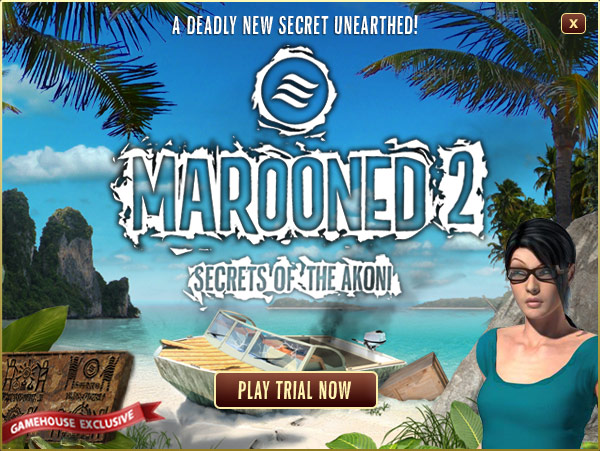 A DEADLY NEW SECRET UNEARTHED!
X
MAROONED 2
SECRETS OF THE AKONI
PLAY TRIAL NOW
GAMEHOUSE EXCLUSIVE